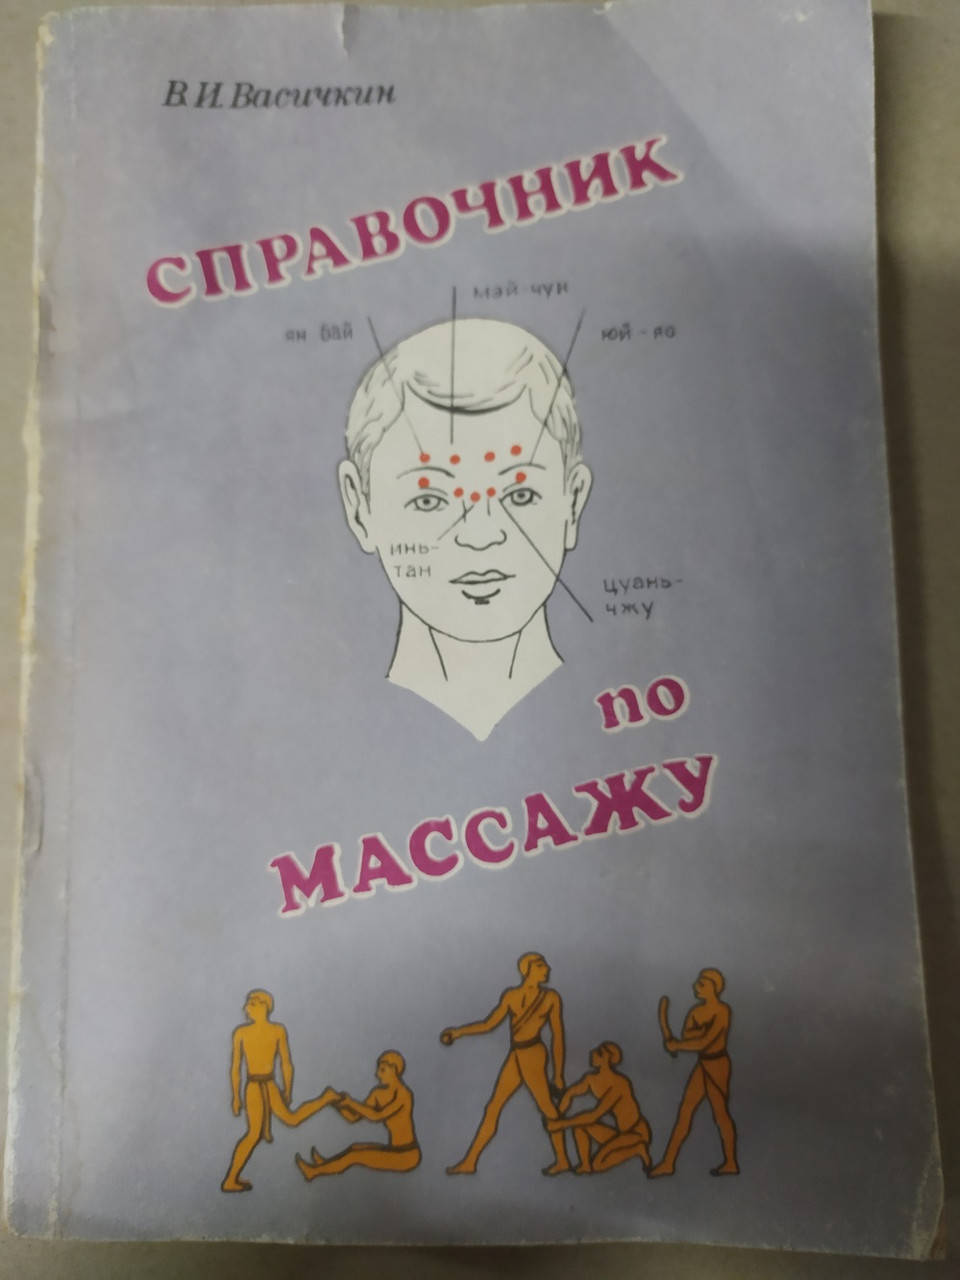 В. И. Васичкин
СПРАВОЧНИК
мэй-чун
ян бай
юй-яо
инь-
тан
цуань-
чжу
по
МАССАЖУ